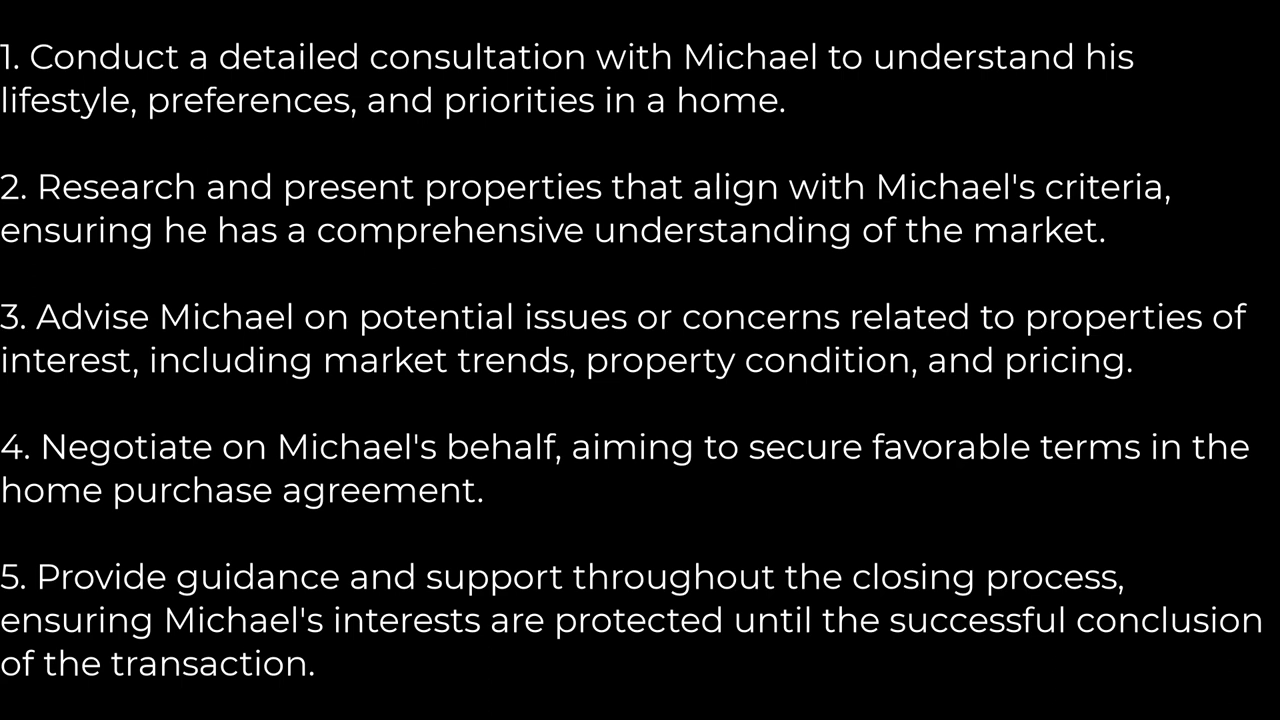 1. Conduct a detailed consultation with Michael to understand his
lifestyle, preferences, and priorities in a home.
2. Research and present properties that align with Michael's criteria,
ensuring he has a comprehensive understanding of the market.
3. Advise Michael on potential issues or concerns related to properties of
interest, including market trends, property condition, and pricing.
4. Negotiate on Michael's behalf, aiming to secure favorable terms in the
home purchase agreement.
5. Provide guidance and support throughout the closing process,
ensuring Michael's interests are protected until the successful conclusion
of the transaction.